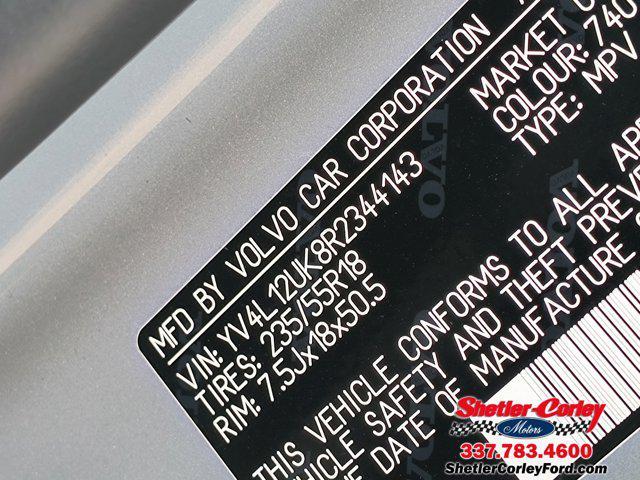 MFD BY VOLVO CAR CORPORATION
VIN: YV4L12UK8R2344143
TIRES: 235/55R18
RIM: 7.5Jx18x50.5
MARKET
COLOUR: 740
TYPE: MPV
THIS VEHICLE CONFORMS TO ALL
VEHICLE SAFETY AND THEFT
DATE OF MANUFACTURE
VOLVO
Shetler-Corley
Motors
337.783.4600
ShetlerCorleyFord.com